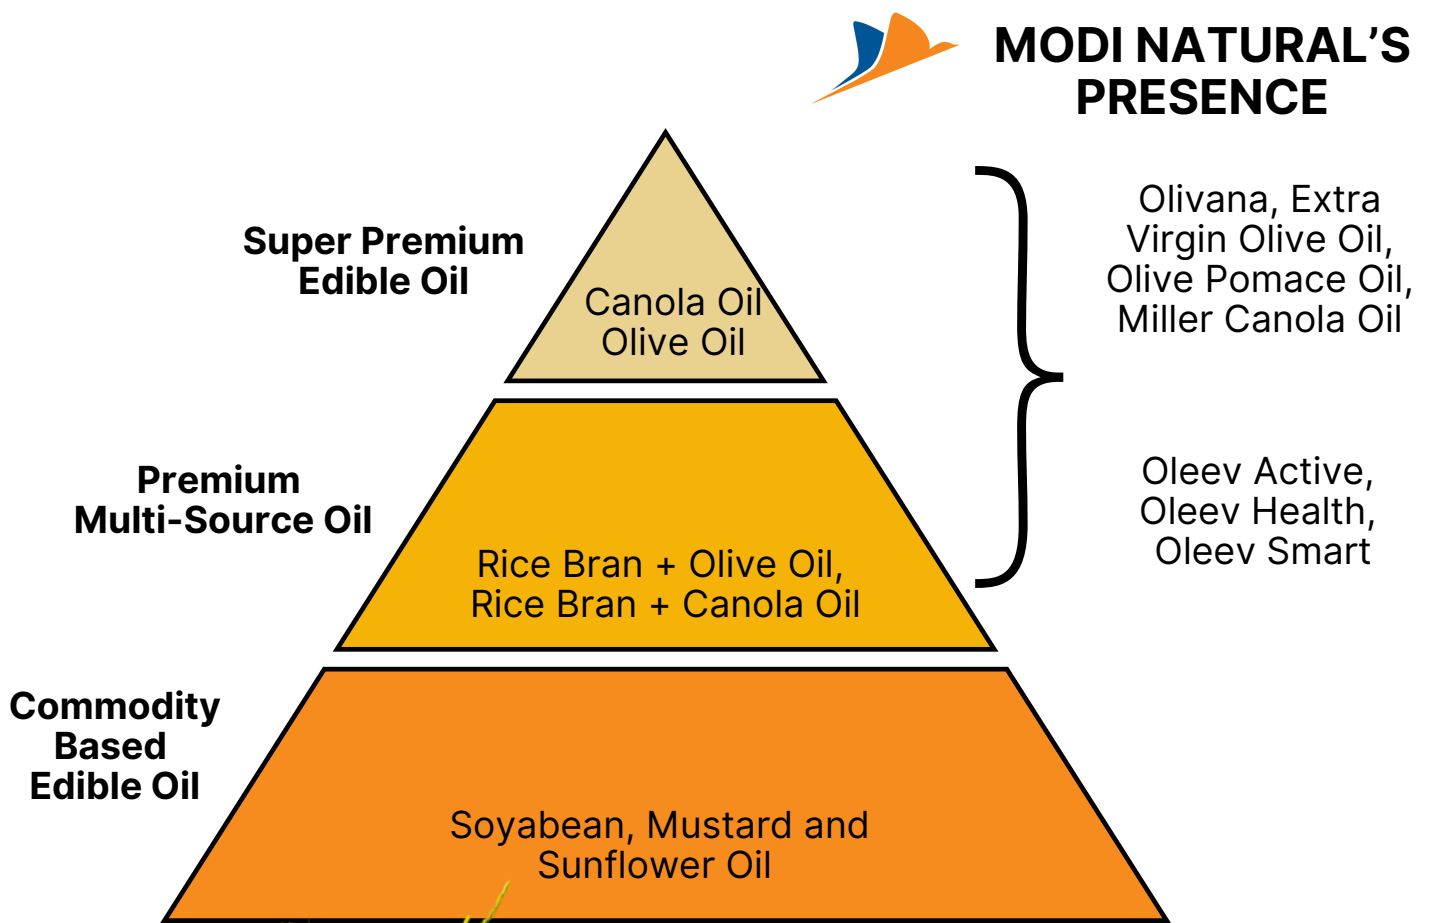 MODI NATURAL’S
PRESENCE
Super Premium
Edible Oil
Canola Oil
Olive Oil
Olivana, Extra
Virgin Olive Oil,
Olive Pomace Oil,
Miller Canola Oil
Premium
Multi-Source Oil
Rice Bran + Olive Oil,
Rice Bran + Canola Oil
Oleev Active,
Oleev Health,
Oleev Smart
Commodity
Based
Edible Oil
Soyabean, Mustard and
Sunflower Oil